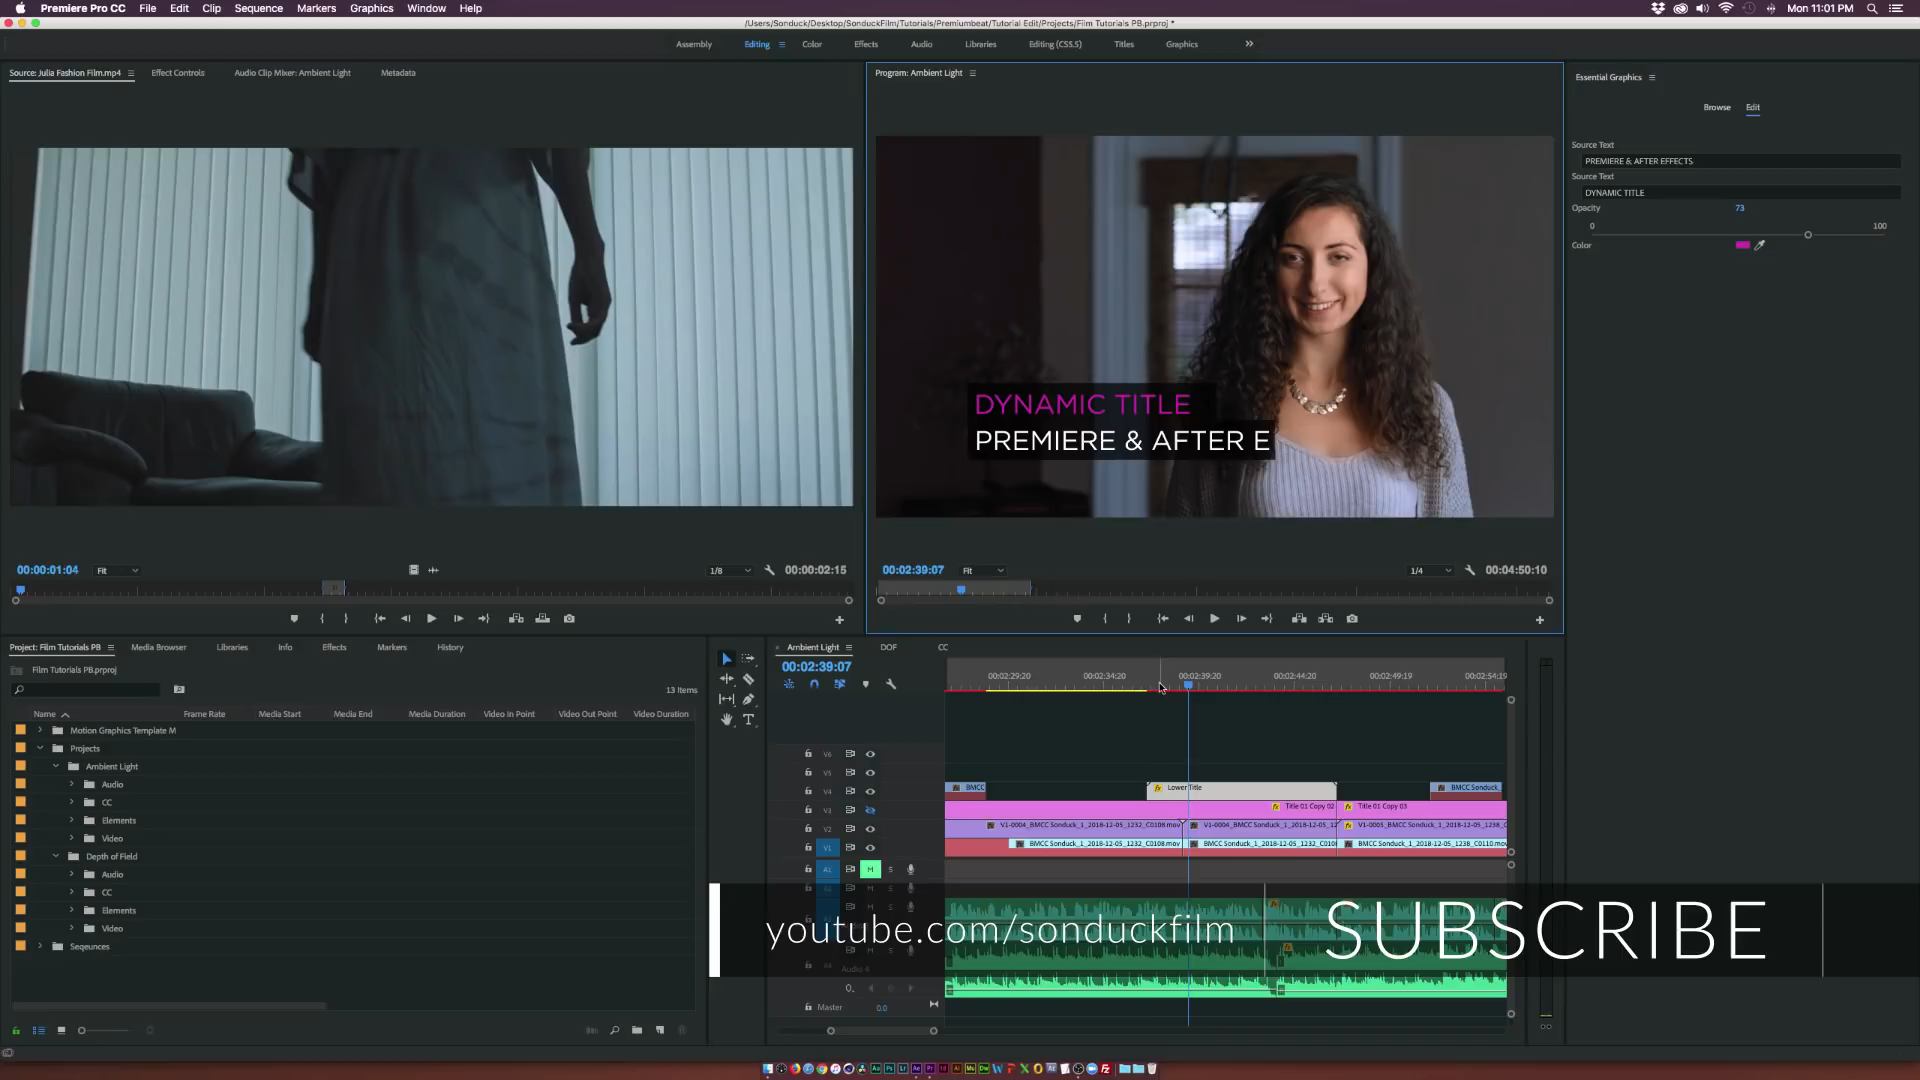 Premiere Pro CC File Edit Clip Sequence Markers Graphics Window Help
Mon 11:01 PM
/Users/Sonduck/Desktop/SonduckFilm/Tutorials/Premiumbeat/Tutorial Edit/Projects/Film Tutorials PB.prproj *
Assembly Editing Color Effects Audio Libraries Editing (CS5.5) Titles Graphics
Source: Julia Fashion Film.mp4 Effect Controls Audio Clip Mixer: Ambient Light Metadata
Program: Ambient Light
Essential Graphics
Browse Edit
Source Text
PREMIERE & AFTER EFFECTS
Source Text
DYNAMIC TITLE
Opacity 73
0 100
Color
DYNAMIC TITLE
PREMIERE & AFTER E
00:00:01:04 Fit 1/8 00:00:02:15
00:02:39:07 Fit 1/4 00:04:50:10
Project: Film Tutorials PB Media Browser Libraries Info Effects Markers History
Film Tutorials PB.prproj
13 Items
Name Frame Rate Media Start Media End Media Duration Video In Point Video Out Point Video Duration
Motion Graphics Template M
Projects
Ambient Light
Audio
CC
Elements
Video
Depth of Field
Audio
CC
Elements
Video
Seqeunces
Ambient Light DOF CC
00:02:39:07
00:02:29:20 00:02:34:20 00:02:39:20 00:02:44:20 00:02:49:19 00:02:54:19
V6
V5
V4 BMCC Lower Title BMCC Sonduck_
V3 Title 01 Copy 02 Title 01 Copy 03
V2 V1-0004_BMCC Sonduck_1_2018-12-05_1232_C0108.mov V1-0004_BMCC Sonduck_1_2018-12-05_12 V1-0005_BMCC Sonduck_1_2018-12-05_1238_C
V1 BMCC Sonduck_1_2018-12-05_1232_C0108.mov BMCC Sonduck_1_2018-12-05_1232_C010 BMCC Sonduck_1_2018-12-05_1238_C0110.mov
A1 M S
youtube.com/sonduckfilm SUBSCRIBE
Audio 4
Master 0.0